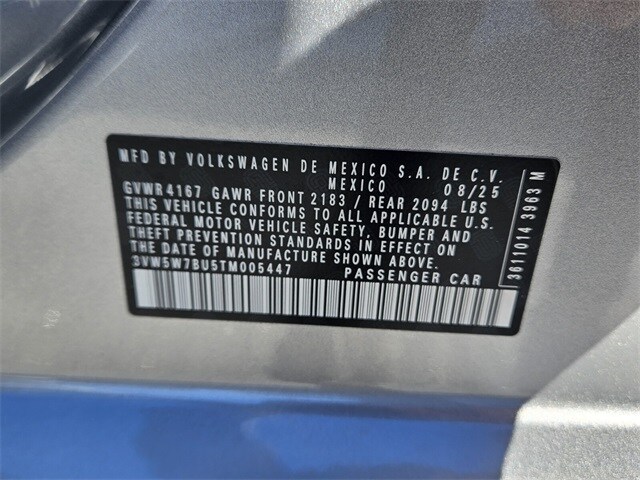 MFD BY VOLKSWAGEN DE MEXICO S.A. DE C.V.
MEXICO 08/25
GVWR 4167 GAWR FRONT 2183 / REAR 2094 LBS
THIS VEHICLE CONFORMS TO ALL APPLICABLE U.S.
FEDERAL MOTOR VEHICLE SAFETY, BUMPER AND
THEFT PREVENTION STANDARDS IN EFFECT ON
THE DATE OF MANUFACTURE SHOWN ABOVE.
3VW5W7BU5TM005447 PASSENGER CAR
3611014 3963 M